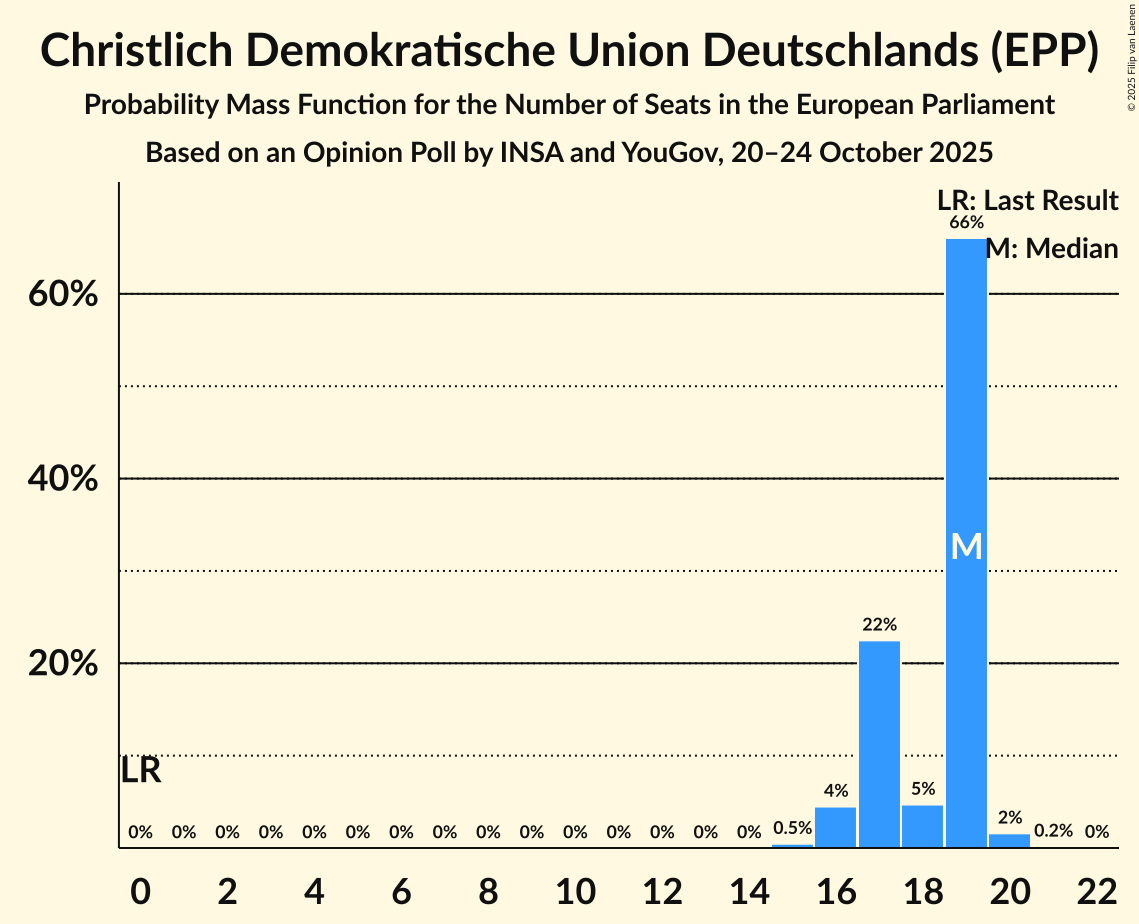 Christlich Demokratische Union Deutschlands (EPP)
Probability Mass Function for the Number of Seats in the European Parliament
Based on an Opinion Poll by INSA and YouGov, 20–24 October 2025
© 2025 Filip van Laenen
LR: Last Result
M: Median
60%
40%
20%
LR
M
0% 0% 0% 0% 0% 0% 0% 0% 0% 0% 0% 0% 0% 0% 0% 0.5% 4% 22% 5% 66% 2% 0.2% 0%
0 2 4 6 8 10 12 14 16 18 20 22